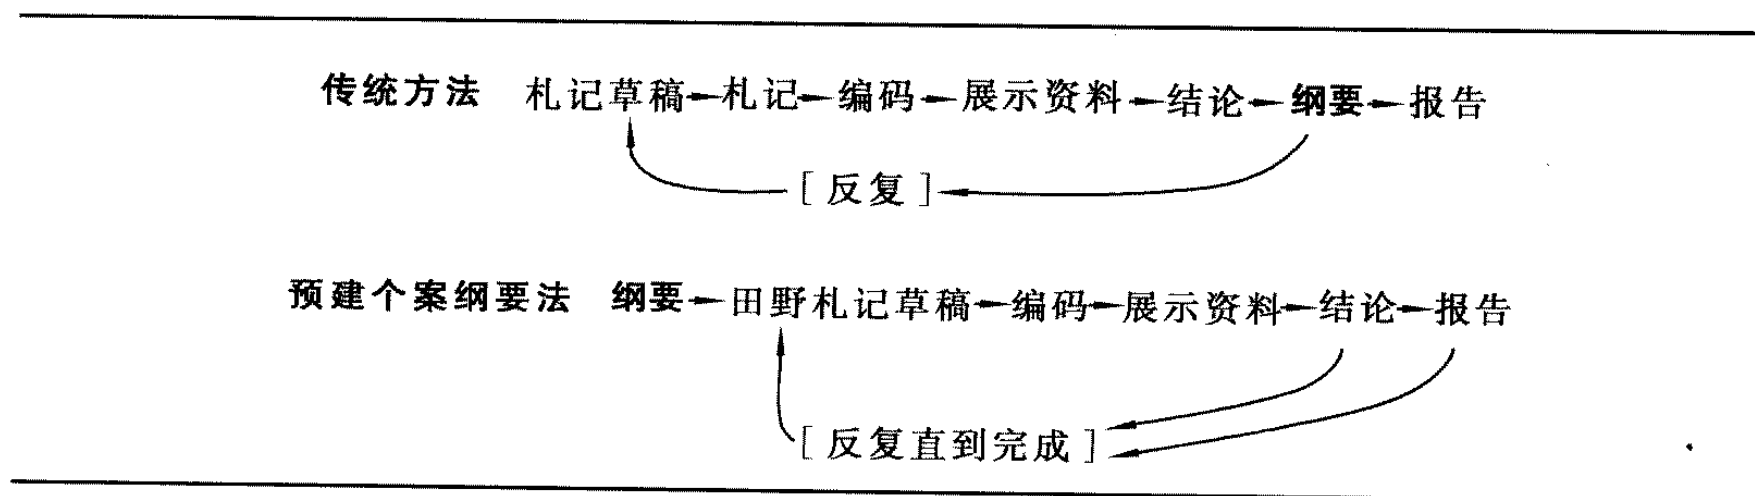 传统方法 札记草稿→札记→编码→展示资料→结论→纲要→报告
[反复]
预建个案纲要法 纲要→田野札记草稿→编码→展示资料→结论→报告
[反复直到完成]